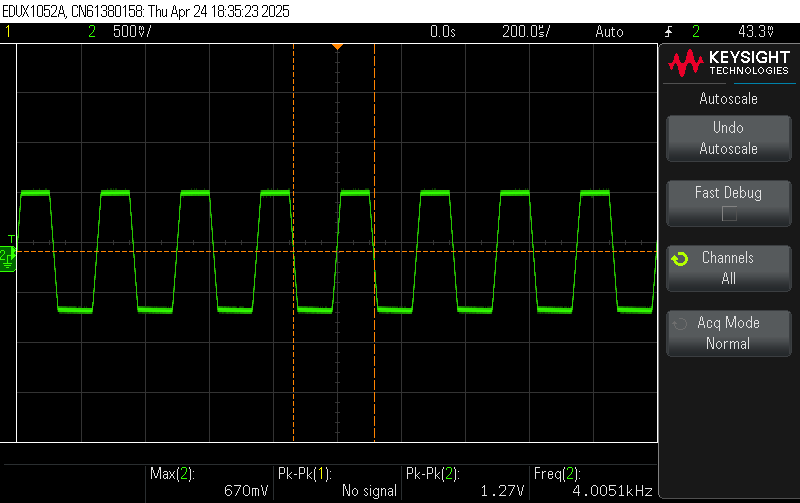 EDUX1052A, CN61380158: Thu Apr 24 18:35:23 2025
1 2 500mV/ 0.0s 200.0us/ Auto 2 43.3mV
KEYSIGHT
TECHNOLOGIES
Autoscale
Undo
Autoscale
Fast Debug
Channels
All
Acq Mode
Normal
T
2
Max(2):
670mV
Pk-Pk(1):
No signal
Pk-Pk(2):
1.27V
Freq(2):
4.0051kHz